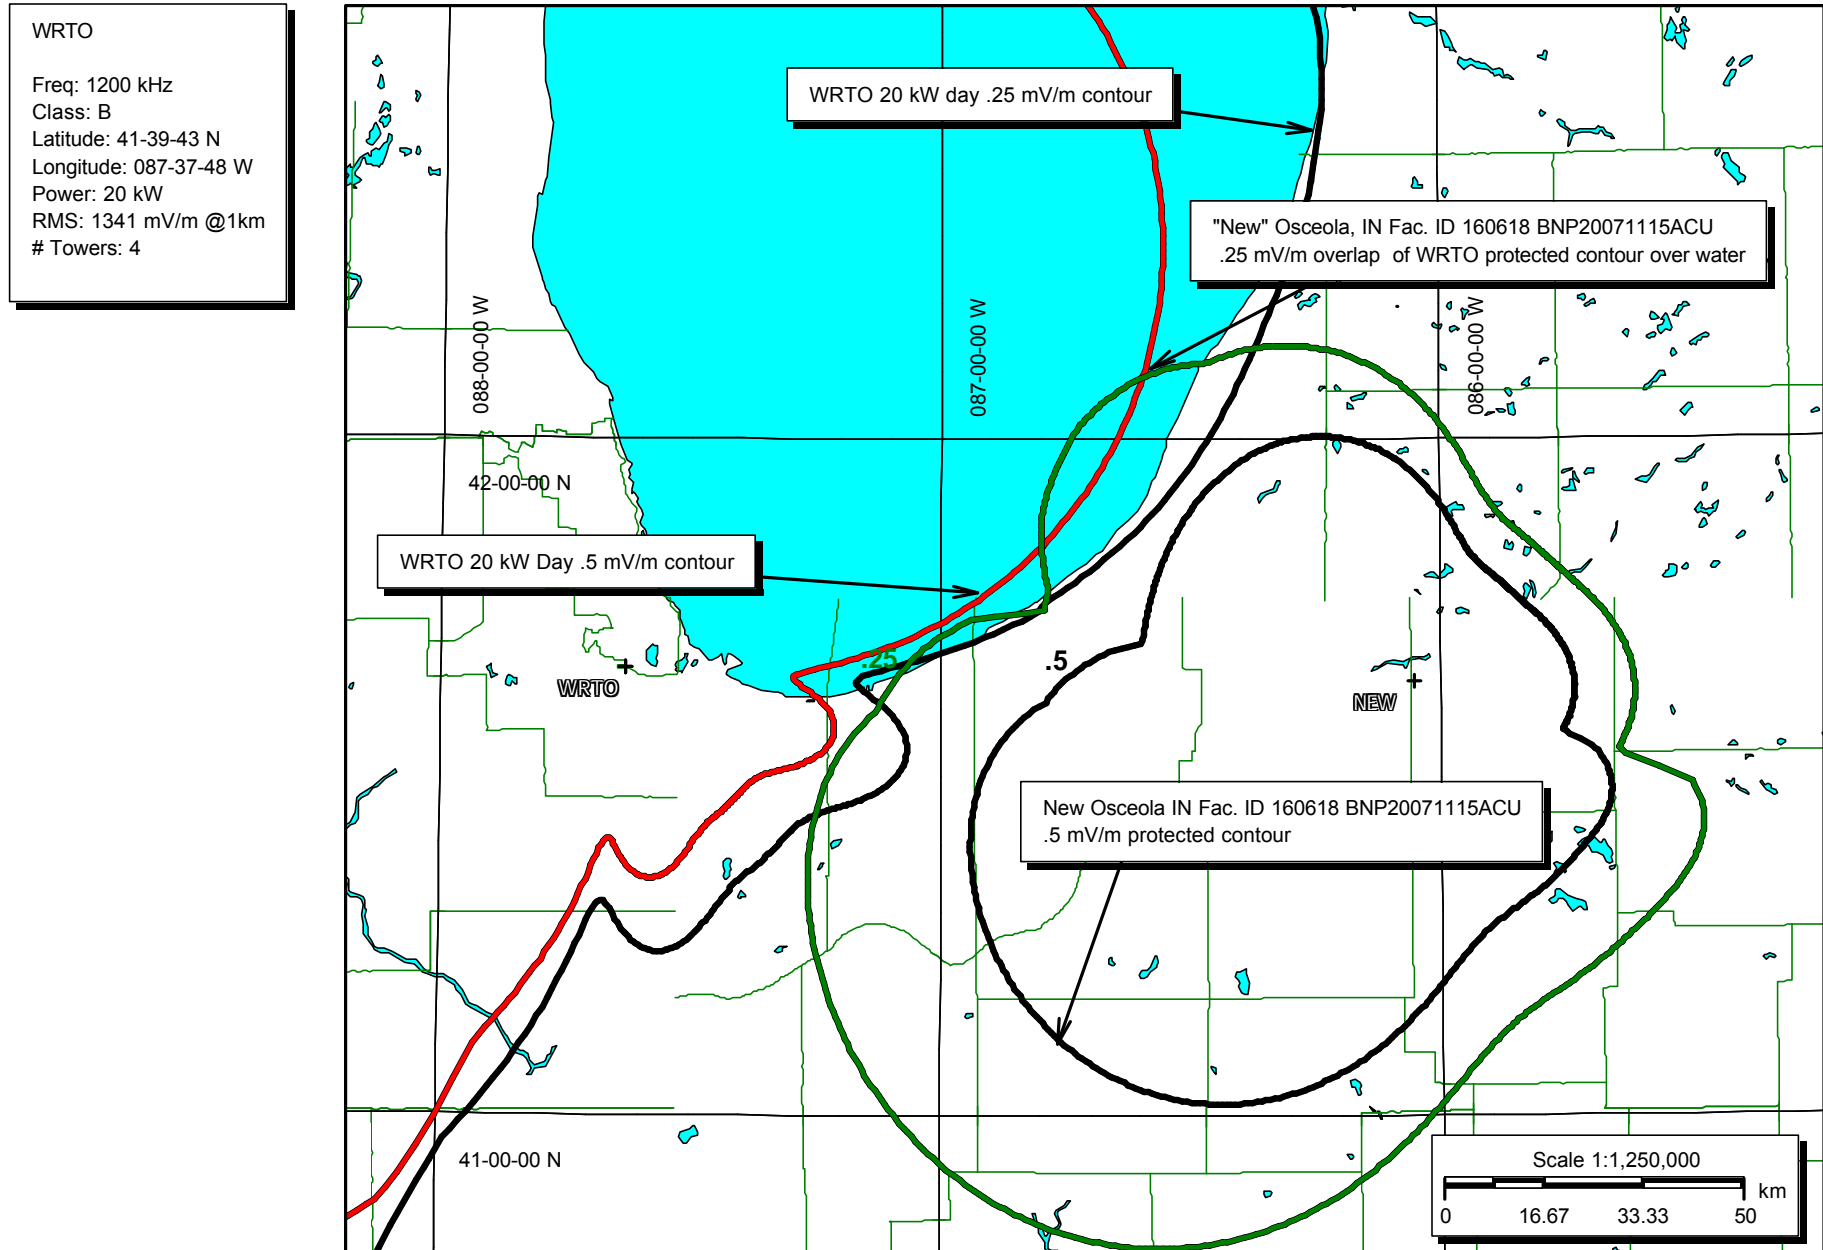 WRTO
Freq: 1200 kHz
Class: B
Latitude: 41-39-43 N
Longitude: 087-37-48 W
Power: 20 kW
RMS: 1341 mV/m @1km
# Towers: 4
WRTO 20 kW day .25 mV/m contour
"New" Osceola, IN Fac. ID 160618 BNP20071115ACU
.25 mV/m overlap of WRTO protected contour over water
088-00-00 W
087-00-00 W
086-00-00 W
42-00-00 N
WRTO 20 kW Day .5 mV/m contour
.25
.5
WRTO
NEW
New Osceola IN Fac. ID 160618 BNP20071115ACU
.5 mV/m protected contour
41-00-00 N
Scale 1:1,250,000
km
0 16.67 33.33 50